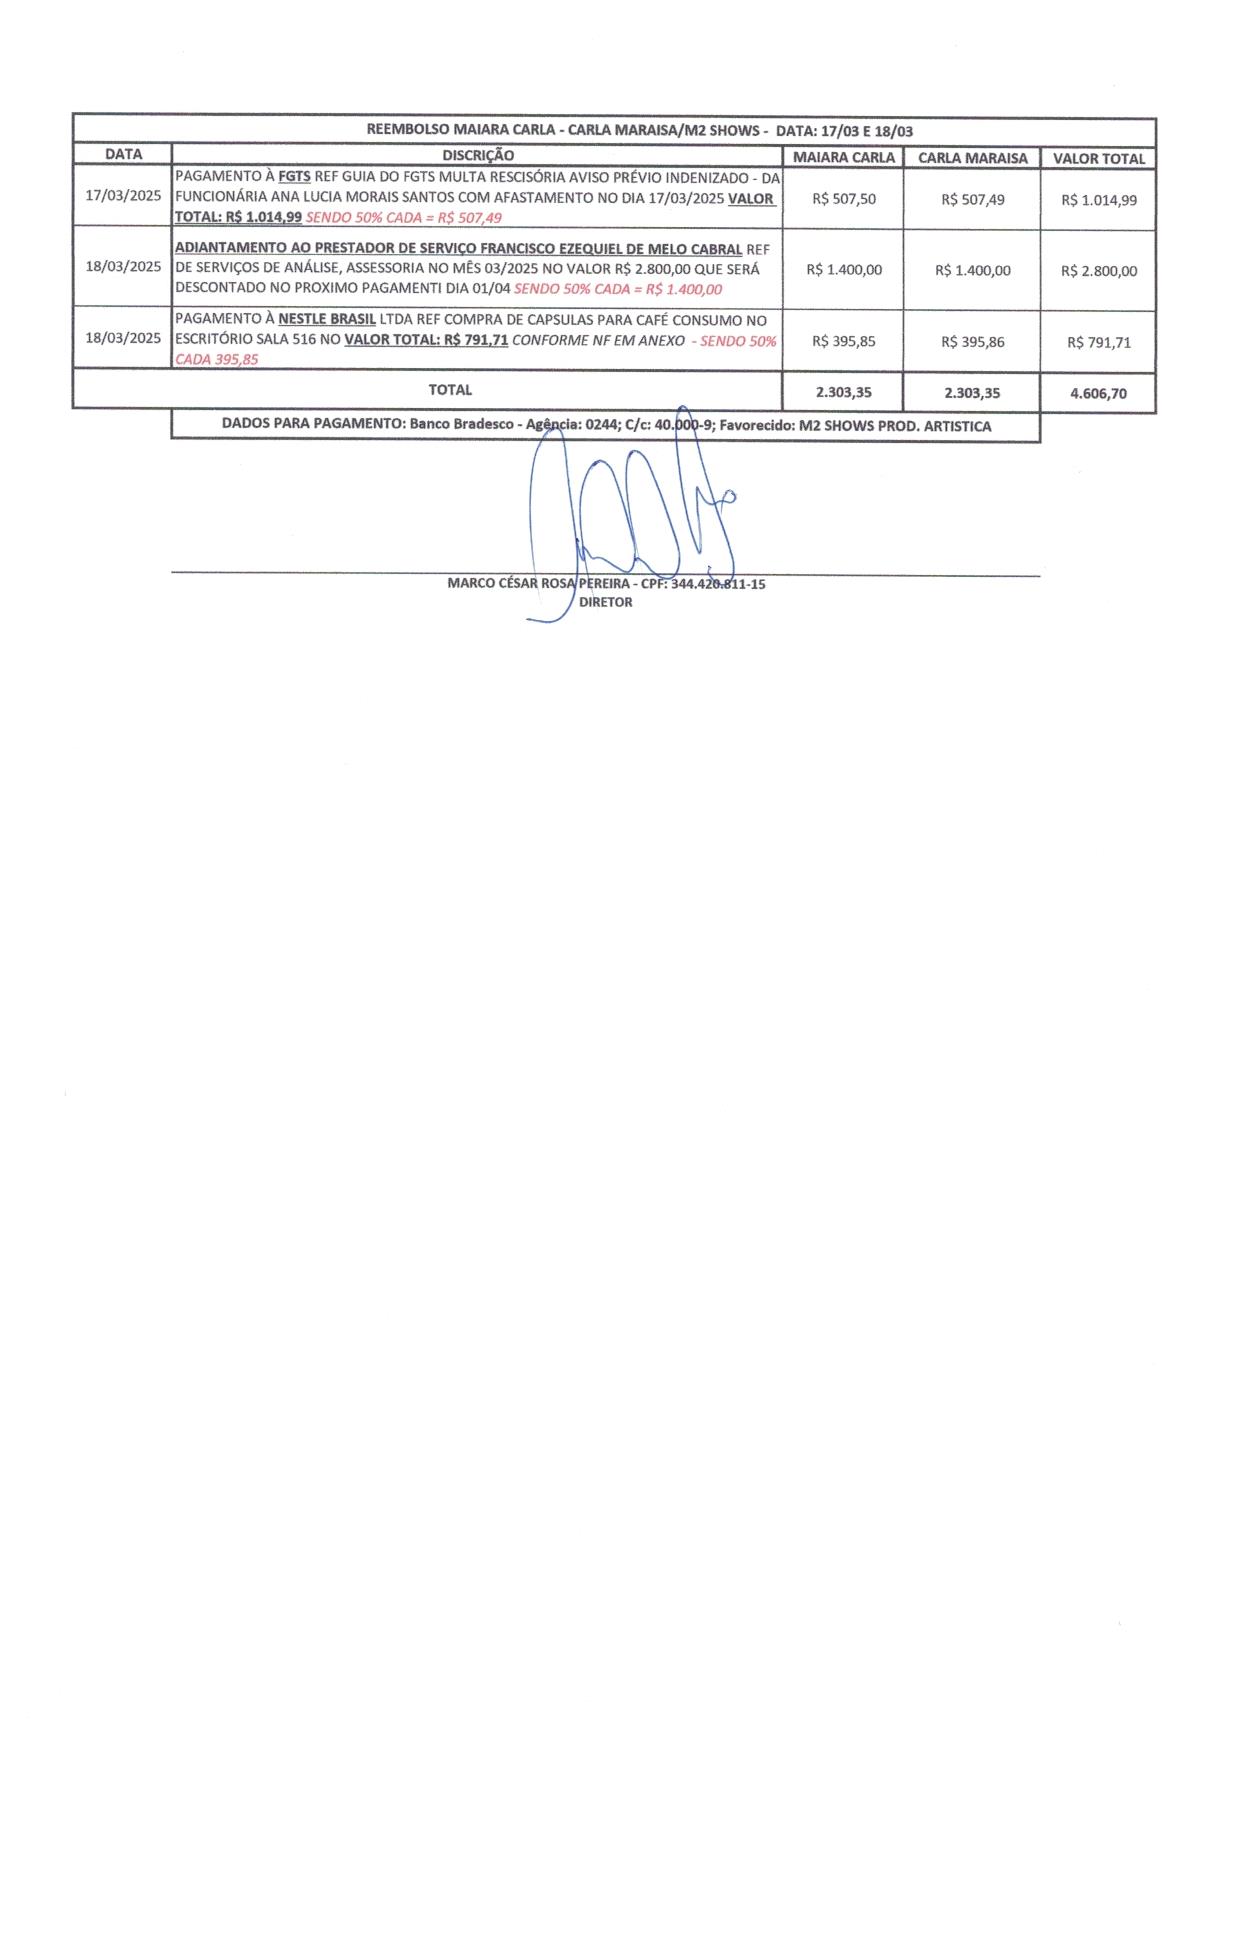 REEMBOLSO MAIARA CARLA - CARLA MARAISA/M2 SHOWS - DATA: 17/03 E 18/03
DATA DISCRIÇÃO MAIARA CARLA CARLA MARAISA VALOR TOTAL
PAGAMENTO À FGTS REF GUIA DO FGTS MULTA RESCISÓRIA AVISO PRÉVIO INDENIZADO - DA
17/03/2025 FUNCIONÁRIA ANA LUCIA MORAIS SANTOS COM AFASTAMENTO NO DIA 17/03/2025 VALOR R$ 507,50 R$ 507,49 R$ 1.014,99
TOTAL: R$ 1.014,99 SENDO 50% CADA = R$ 507,49
ADIANTAMENTO AO PRESTADOR DE SERVIÇO FRANCISCO EZEQUIEL DE MELO CABRAL REF
18/03/2025 DE SERVIÇOS DE ANÁLISE, ASSESSORIA NO MÊS 03/2025 NO VALOR R$ 2.800,00 QUE SERÁ R$ 1.400,00 R$ 1.400,00 R$ 2.800,00
DESCONTADO NO PROXIMO PAGAMENTI DIA 01/04 SENDO 50% CADA = R$ 1.400,00
PAGAMENTO À NESTLE BRASIL LTDA REF COMPRA DE CAPSULAS PARA CAFÉ CONSUMO NO
18/03/2025 ESCRITÓRIO SALA 516 NO VALOR TOTAL: R$ 791,71 CONFORME NF EM ANEXO - SENDO 50% R$ 395,85 R$ 395,86 R$ 791,71
CADA 395,85
TOTAL 2.303,35 2.303,35 4.606,70
DADOS PARA PAGAMENTO: Banco Bradesco - Agência: 0244; C/c: 40.000-9; Favorecido: M2 SHOWS PROD. ARTISTICA
MARCO CÉSAR ROSA PEREIRA - CPF: 344.420.811-15
DIRETOR